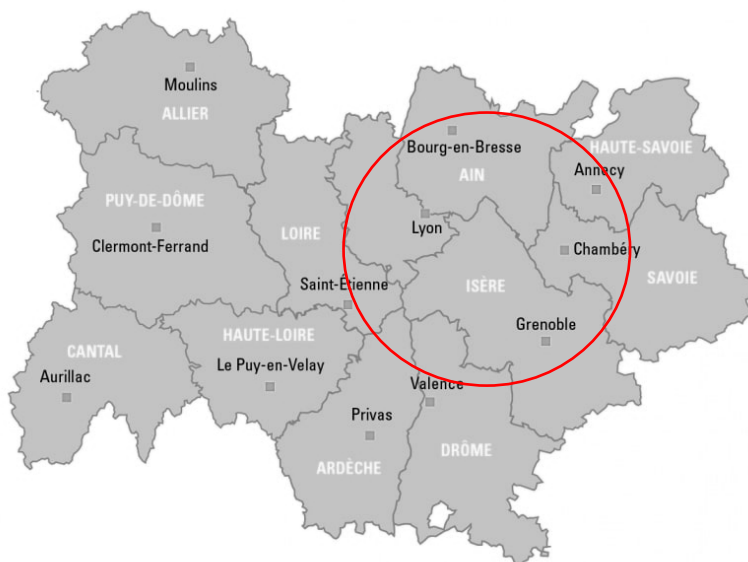 Moulins
ALLIER
Bourg-en-Bresse
HAUTE-SAVOIE
Annecy
AIN
PUY-DE-DÔME
Clermont-Ferrand
LOIRE
Lyon
Chambéry
SAVOIE
Saint-Étienne
ISÈRE
Grenoble
HAUTE-LOIRE
CANTAL
Le Puy-en-Velay
Aurillac
Valence
Privas
DRÔME
ARDÈCHE